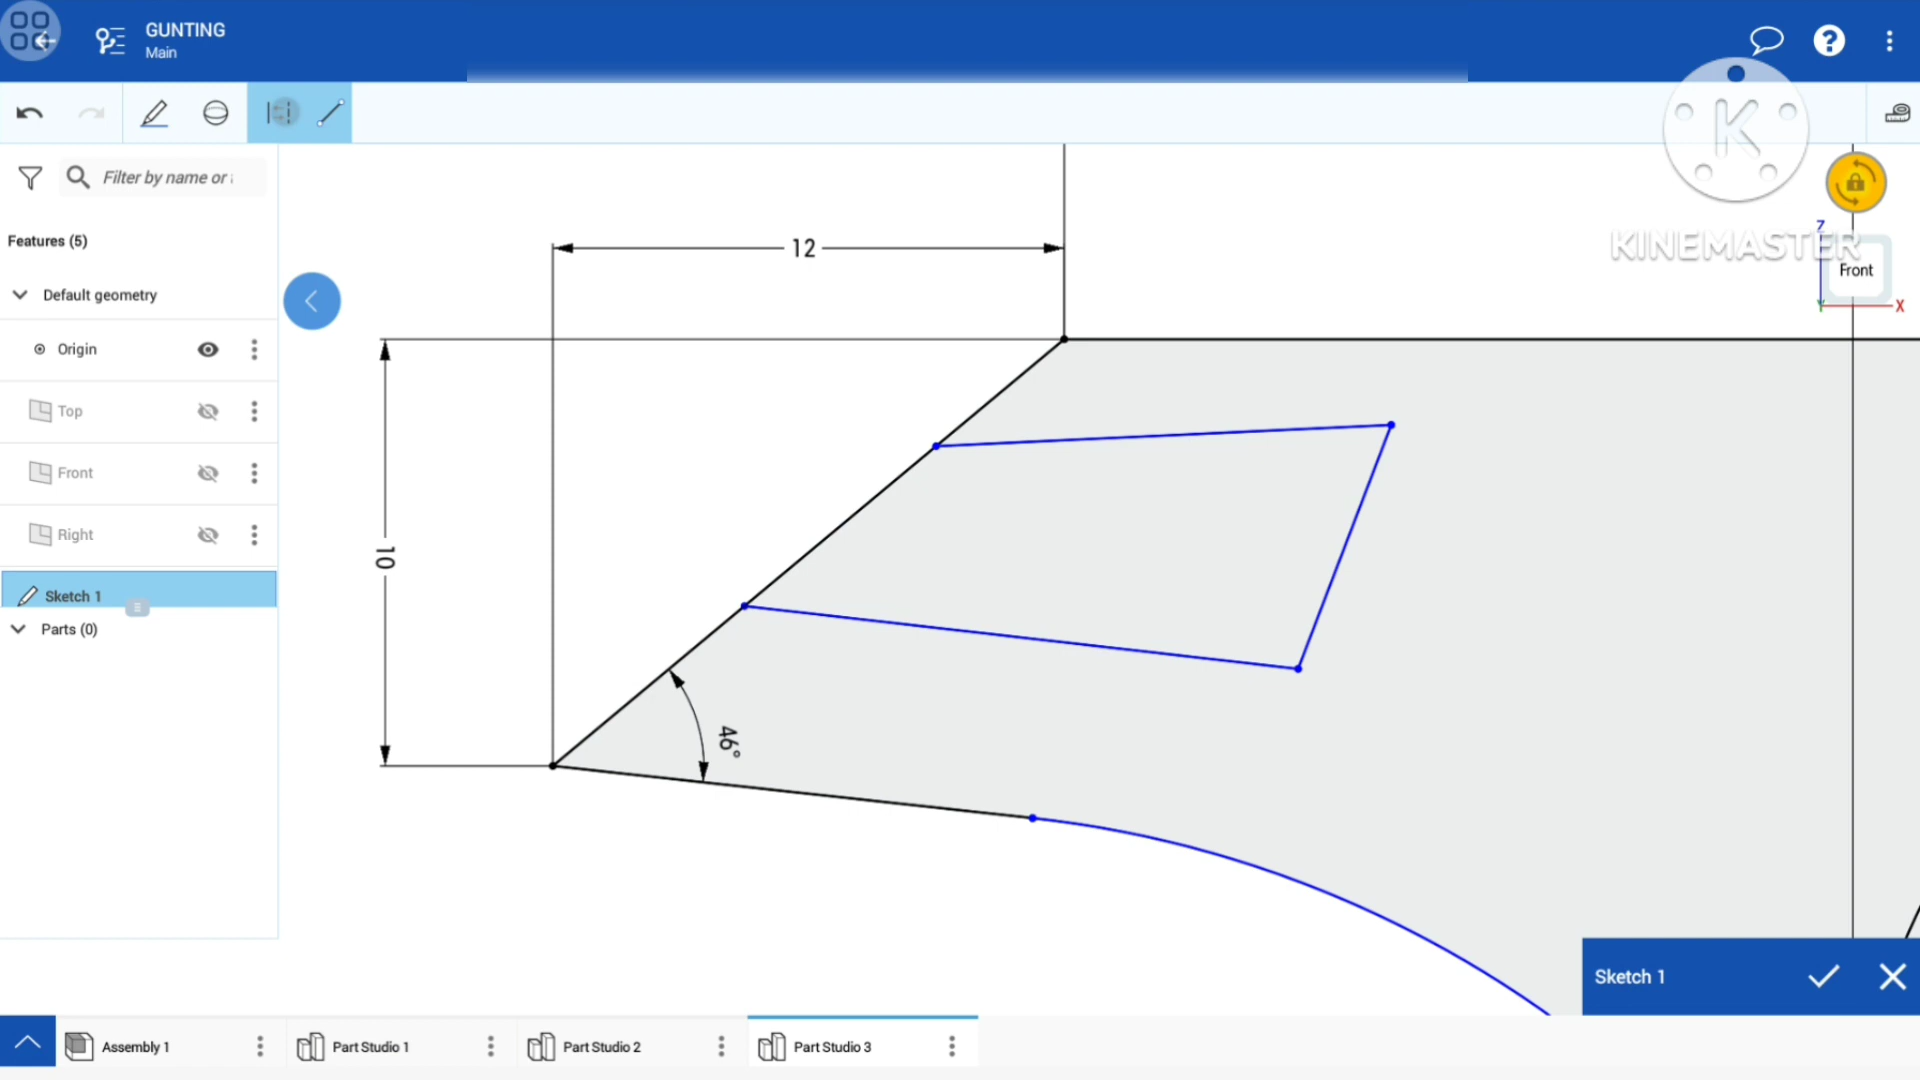 GUNTING
Main
K
KINEMASTER
Filter by name or
Features (5)
Default geometry
Origin
Top
Front
Right
Sketch 1
Parts (0)
12
10
46°
Z
Front
X
Y
Sketch 1
Assembly 1
Part Studio 1
Part Studio 2
Part Studio 3